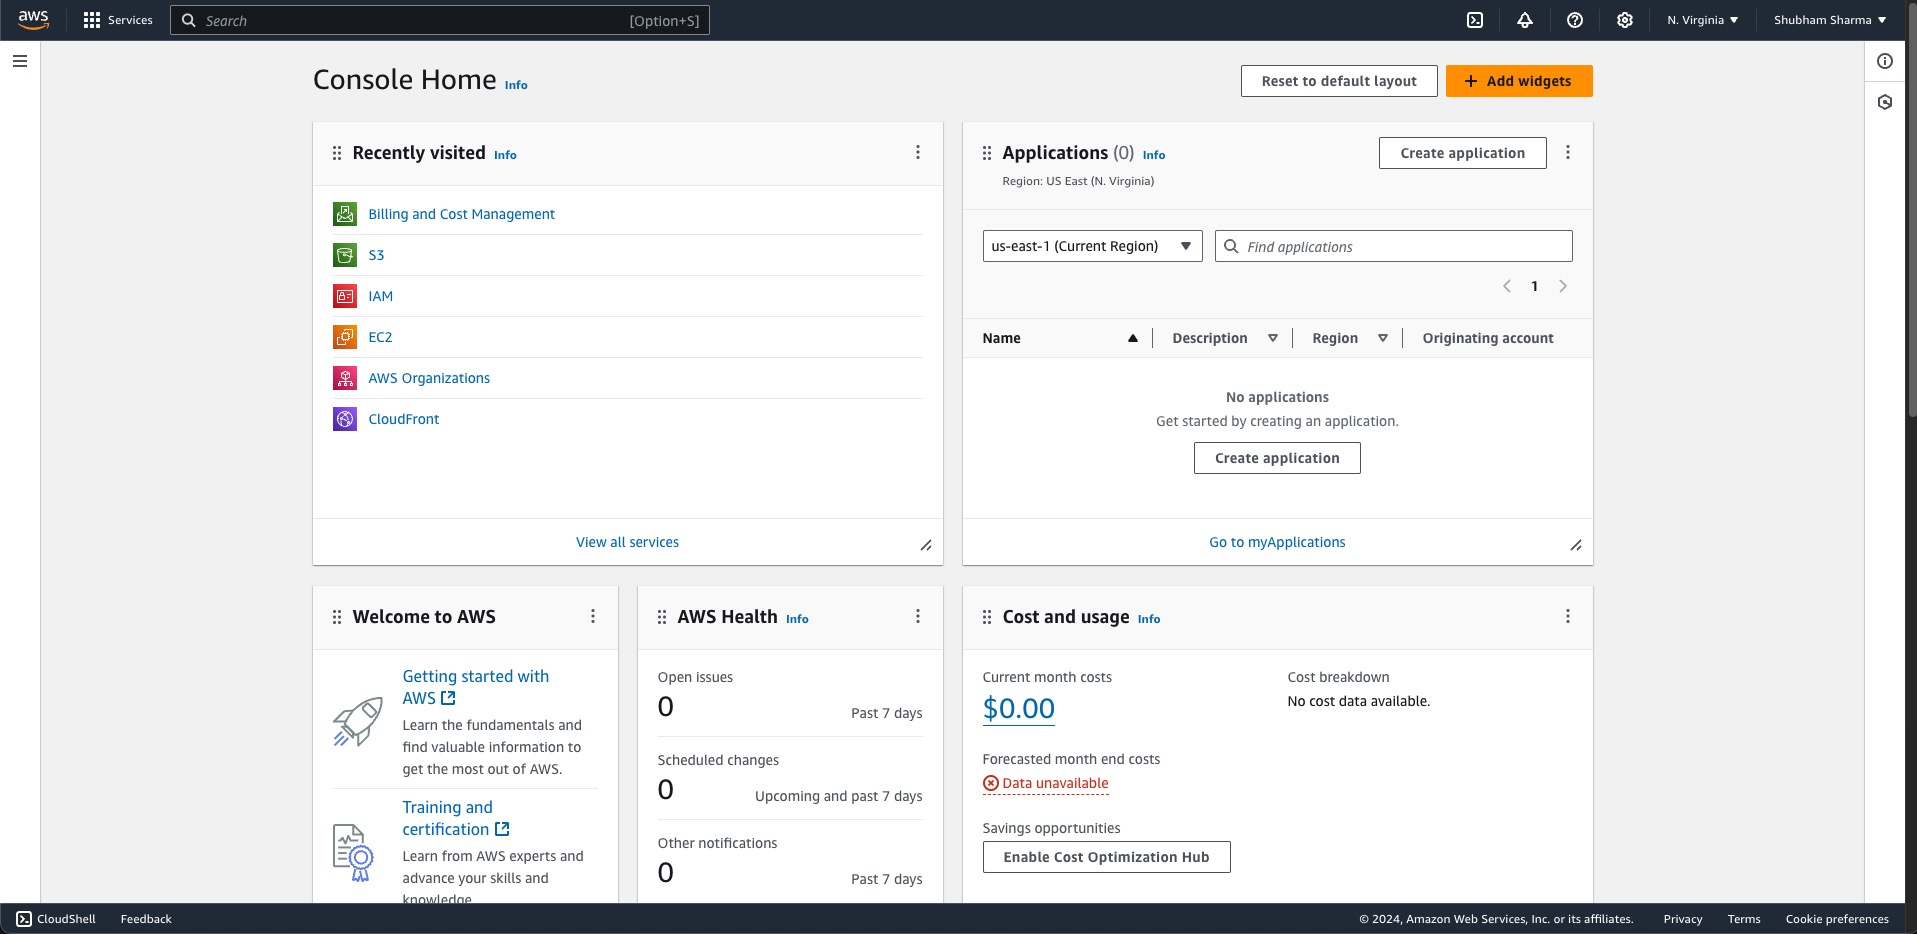 aws
Services
Search
[Option+S]
N. Virginia
Shubham Sharma
Console Home Info
Reset to default layout
Add widgets
Recently visited Info
Billing and Cost Management
S3
IAM
EC2
AWS Organizations
CloudFront
View all services
Applications (0) Info
Region: US East (N. Virginia)
Create application
us-east-1 (Current Region)
Find applications
1
Name
Description
Region
Originating account
No applications
Get started by creating an application.
Create application
Go to myApplications
Welcome to AWS
Getting started with
AWS
Learn the fundamentals and
find valuable information to
get the most out of AWS.
Training and
certification
Learn from AWS experts and
advance your skills and
knowledge
AWS Health Info
Open issues
0
Past 7 days
Scheduled changes
0
Upcoming and past 7 days
Other notifications
0
Past 7 days
Cost and usage Info
Current month costs
$0.00
Forecasted month end costs
Data unavailable
Savings opportunities
Enable Cost Optimization Hub
Cost breakdown
No cost data available.
CloudShell
Feedback
© 2024, Amazon Web Services, Inc. or its affiliates.
Privacy
Terms
Cookie preferences